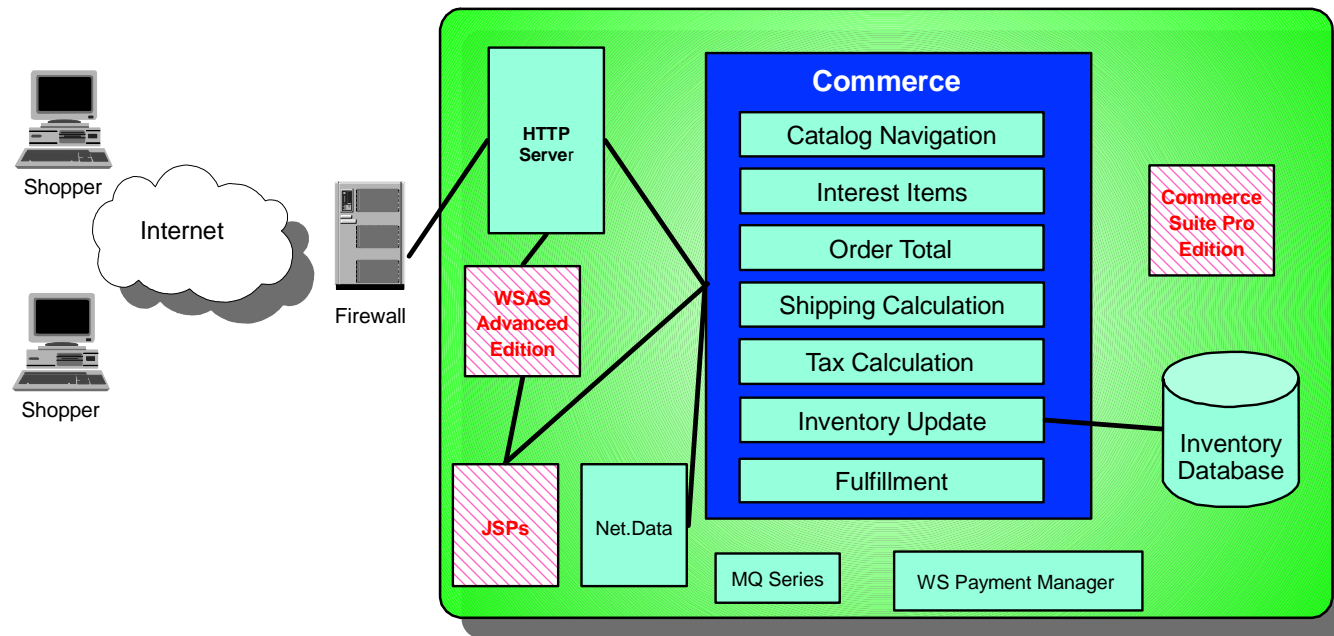 Shopper
Internet
Shopper
Firewall
HTTP
Server
WSAS
Advanced
Edition
JSPs
Net.Data
Commerce
Catalog Navigation
Interest Items
Order Total
Shipping Calculation
Tax Calculation
Inventory Update
Fulfillment
MQ Series
WS Payment Manager
Commerce
Suite Pro
Edition
Inventory
Database